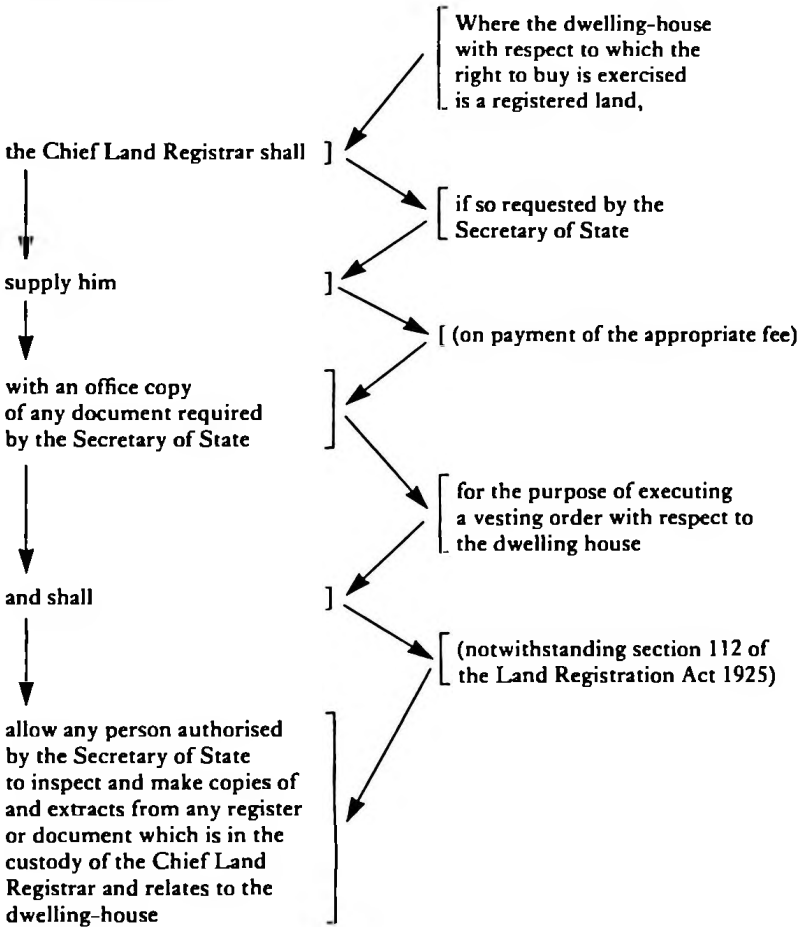 Where the dwelling-house
with respect to which the
right to buy is exercised
is a registered land,
the Chief Land Registrar shall ]
if so requested by the
Secretary of State
supply him ]
[ (on payment of the appropriate fee)
with an office copy
of any document required
by the Secretary of State
for the purpose of executing
a vesting order with respect to
the dwelling house
and shall ]
(notwithstanding section 112 of
the Land Registration Act 1925)
allow any person authorised
by the Secretary of State
to inspect and make copies of
and extracts from any register
or document which is in the
custody of the Chief Land
Registrar and relates to the
dwelling-house